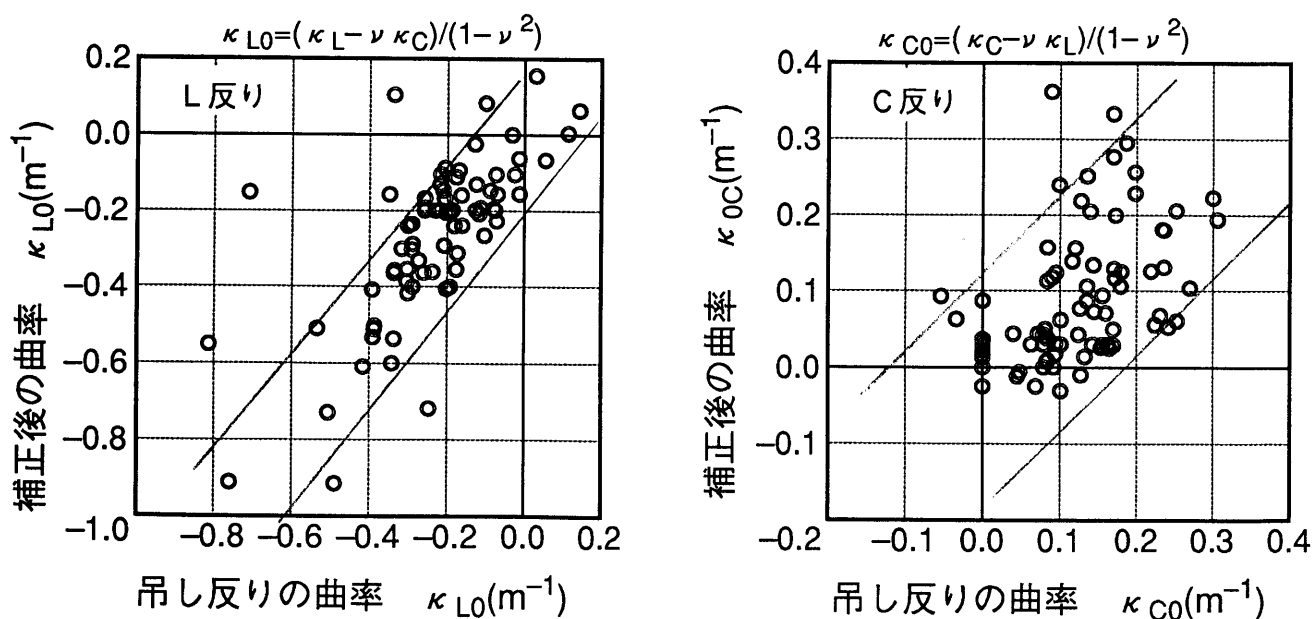 κL0=(κL−νκC)/(1−ν²)
L反り
0.2
0.0
−0.2
−0.4
−0.6
−0.8
−1.0
補正後の曲率 κL0(m⁻¹)
−0.8 −0.6 −0.4 −0.2 0.0 0.2
吊し反りの曲率 κL0(m⁻¹)
κC0=(κC−νκL)/(1−ν²)
C反り
0.4
0.3
0.2
0.1
0.0
−0.1
−0.2
補正後の曲率 κ0C(m⁻¹)
−0.1 0.0 0.1 0.2 0.3 0.4
吊し反りの曲率 κC0(m⁻¹)